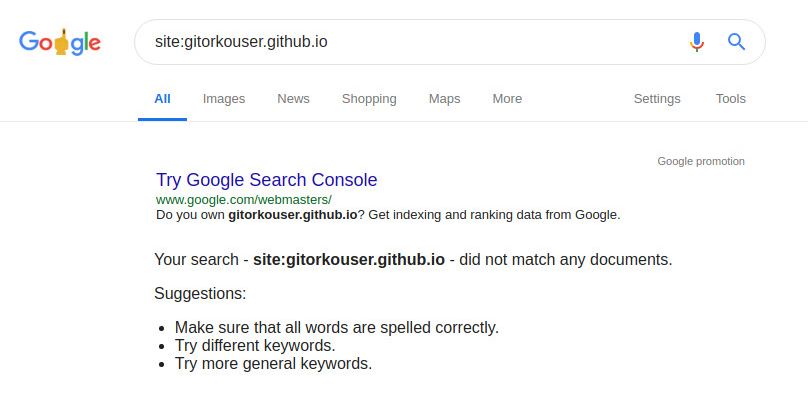 Google
site:gitorkouser.github.io
All Images News Shopping Maps More Settings Tools
Google promotion
Try Google Search Console
www.google.com/webmasters/
Do you own gitorkouser.github.io? Get indexing and ranking data from Google.
Your search - site:gitorkouser.github.io - did not match any documents.
Suggestions:
Make sure that all words are spelled correctly.
Try different keywords.
Try more general keywords.